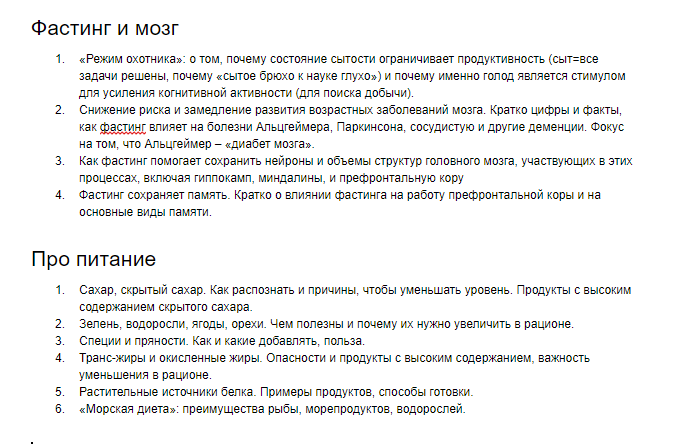 Фастинг и мозг
1. «Режим охотника»: о том, почему состояние сытости ограничивает продуктивность (сыт=все
задачи решены, почему «сытое брюхо к науке глухо») и почему именно голод является стимулом
для усиления когнитивной активности (для поиска добычи).
2. Снижение риска и замедление развития возрастных заболеваний мозга. Кратко цифры и факты,
как фастинг влияет на болезни Альцгеймера, Паркинсона, сосудистую и другие деменции. Фокус
на том, что Альцгеймер – «диабет мозга».
3. Как фастинг помогает сохранить нейроны и объемы структур головного мозга, участвующих в этих
процессах, включая гиппокамп, миндалины, и префронтальную кору
4. Фастинг сохраняет память. Кратко о влиянии фастинга на работу префронтальной коры и на
основные виды памяти.
Про питание
1. Сахар, скрытый сахар. Как распознать и причины, чтобы уменьшать уровень. Продукты с высоким
содержанием скрытого сахара.
2. Зелень, водоросли, ягоды, орехи. Чем полезны и почему их нужно увеличить в рационе.
3. Специи и пряности. Как и какие добавлять, польза.
4. Транс-жиры и окисленные жиры. Опасности и продукты с высоким содержанием, важность
уменьшения в рационе.
5. Растительные источники белка. Примеры продуктов, способы готовки.
6. «Морская диета»: преимущества рыбы, морепродуктов, водорослей.